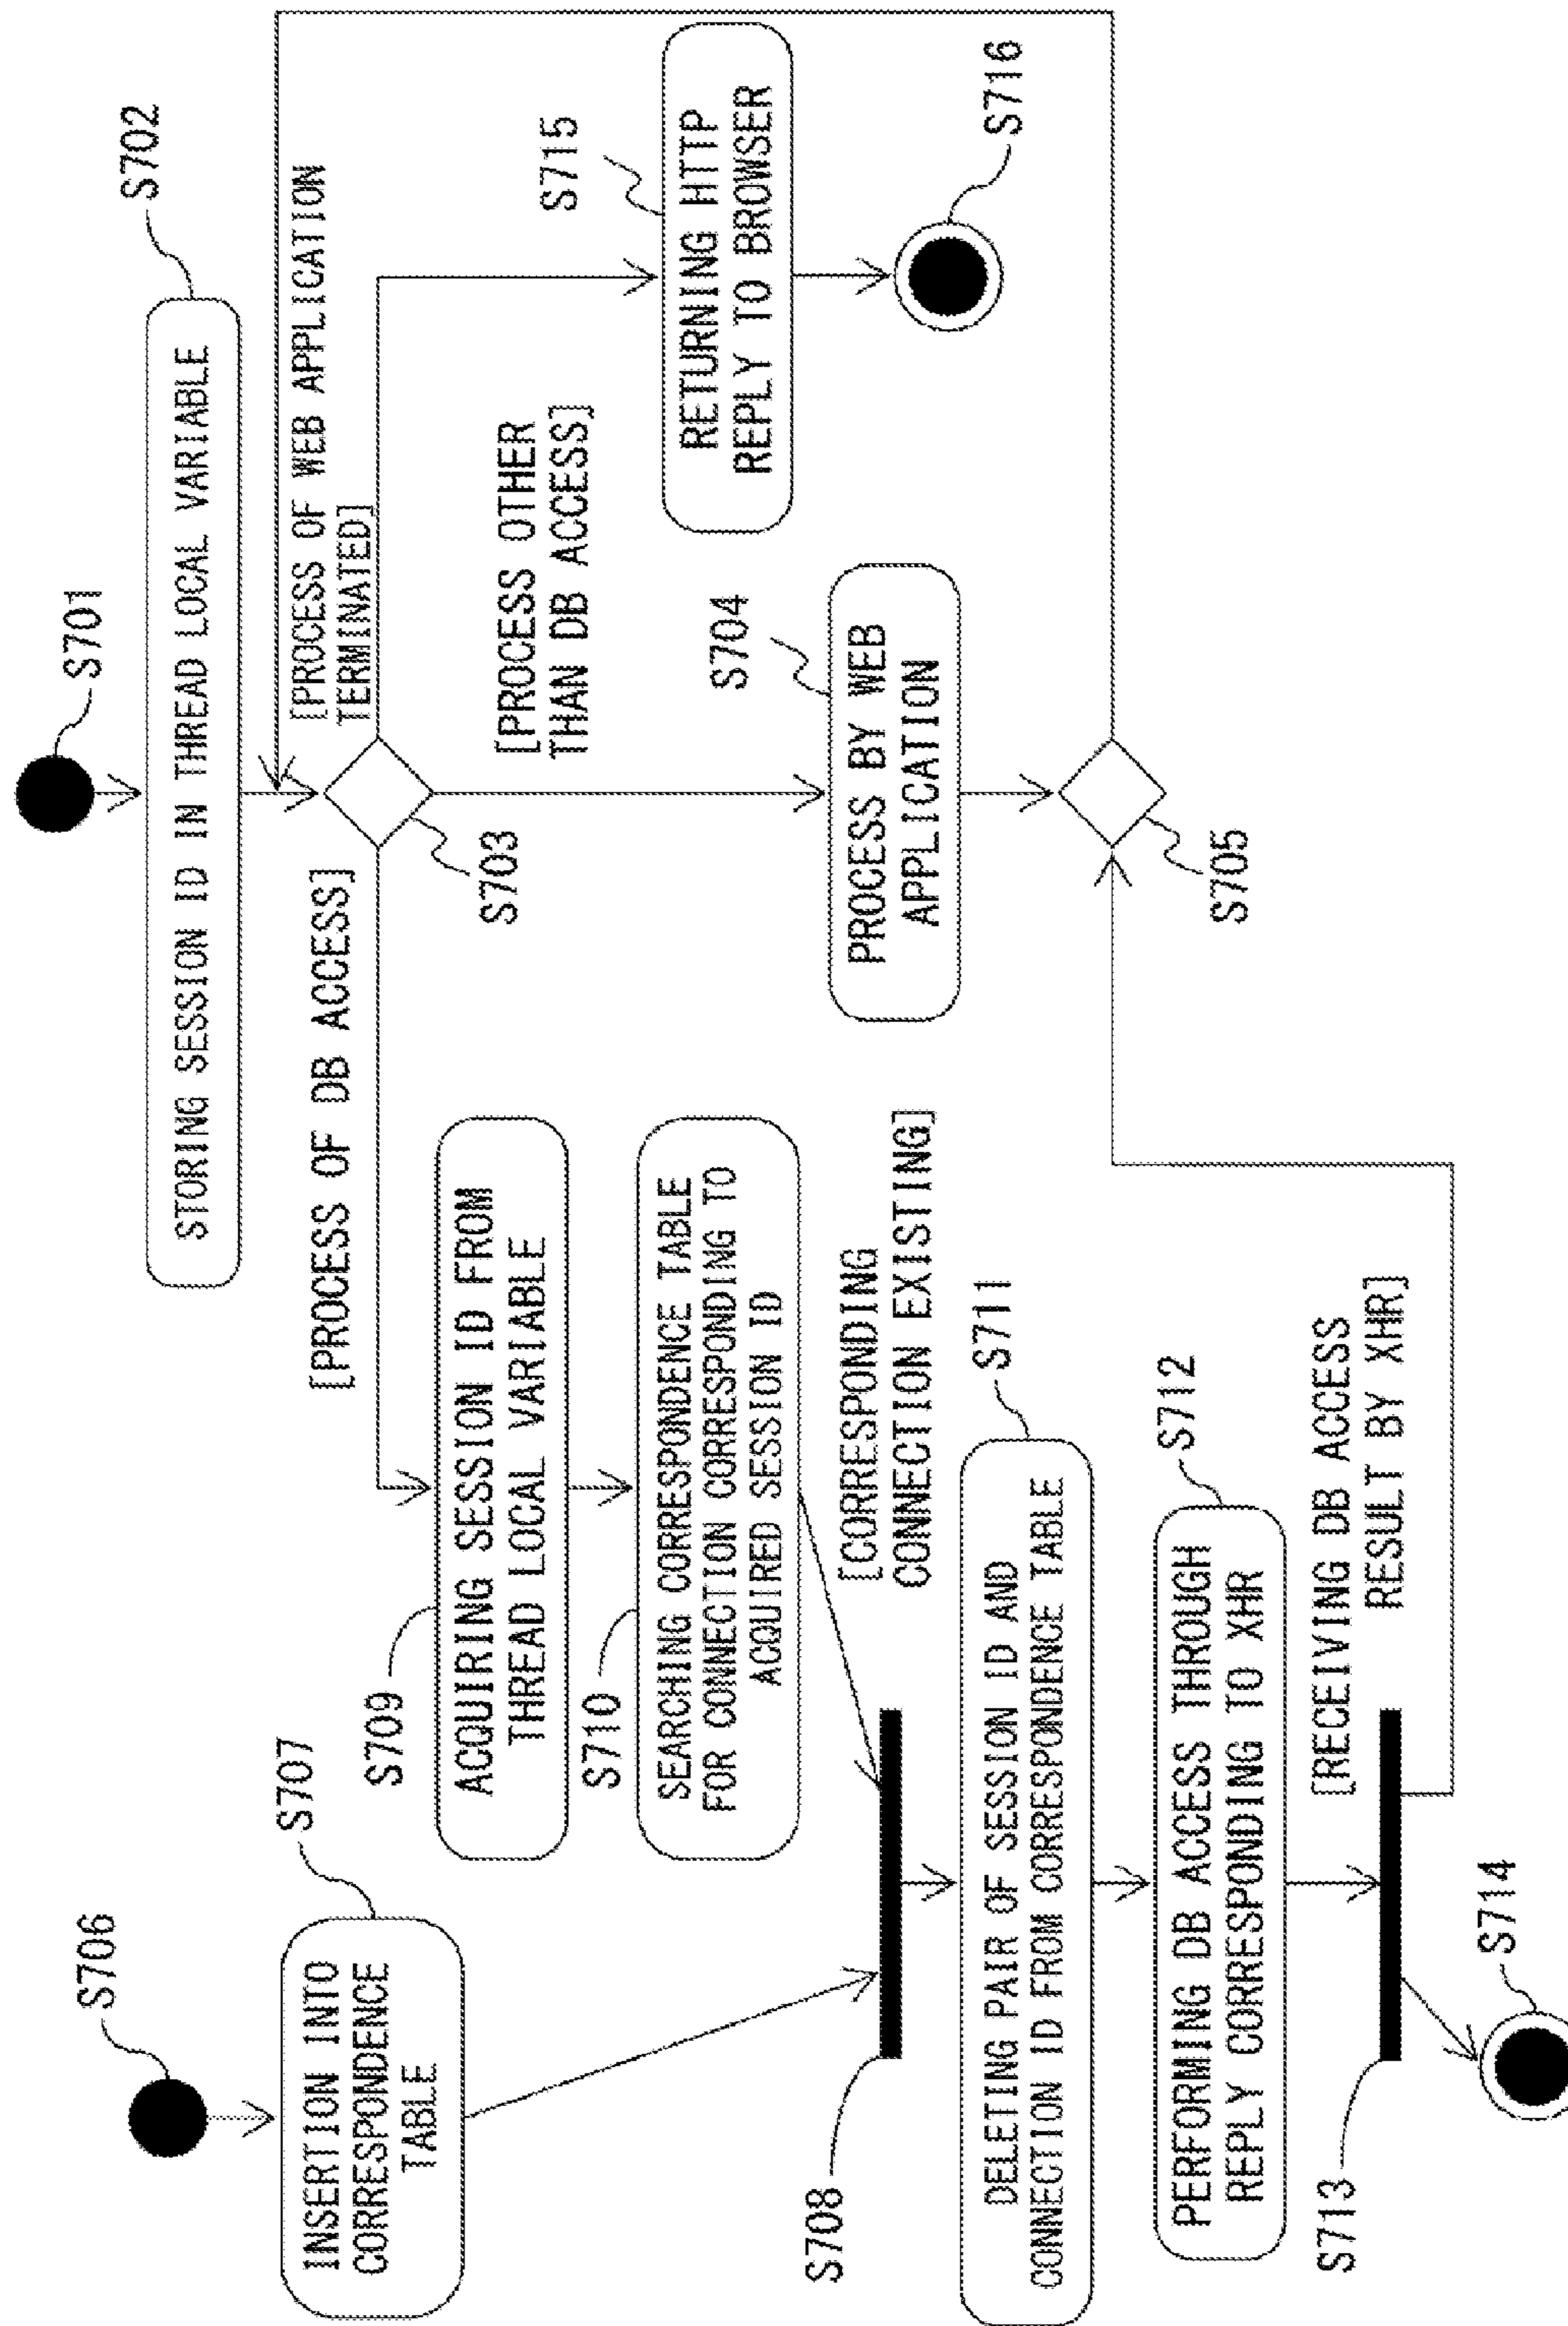 S701
S702
STORING SESSION ID IN THREAD LOCAL VARIABLE
[PROCESS OF WEB APPLICATION
TERMINATED]
[PROCESS OF DB ACCESS]
S703
[PROCESS OTHER
THAN DB ACCESS]
S704
PROCESS BY WEB
APPLICATION
S705
S715
RETURNING HTTP
REPLY TO BROWSER
S716
S706
S707
INSERTION INTO
CORRESPONDENCE
TABLE
S709
ACQUIRING SESSION ID FROM
THREAD LOCAL VARIABLE
S710
SEARCHING CORRESPONDENCE TABLE
FOR CONNECTION CORRESPONDING TO
ACQUIRED SESSION ID
S708
[CORRESPONDING
CONNECTION EXISTING]
S711
DELETING PAIR OF SESSION ID AND
CONNECTION ID FROM CORRESPONDENCE TABLE
S712
PERFORMING DB ACCESS THROUGH
REPLY CORRESPONDING TO XHR
S713
[RECEIVING DB ACCESS
RESULT BY XHR]
S714